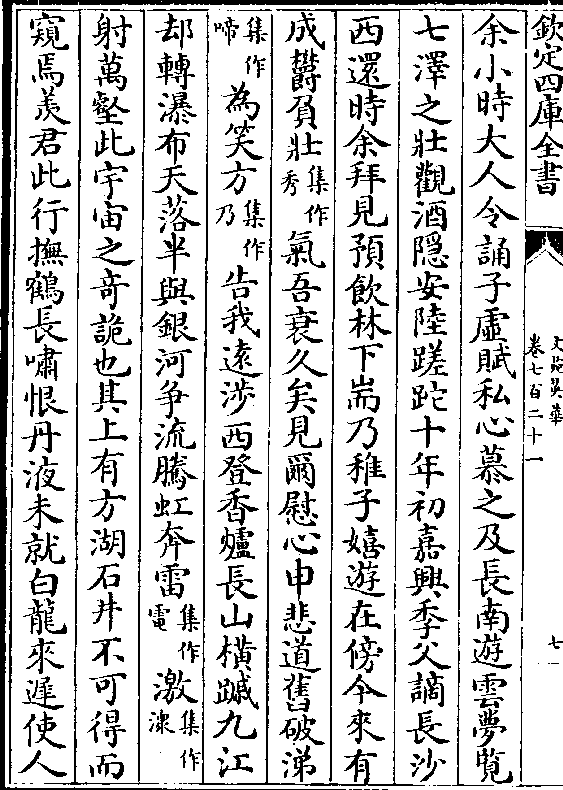 欽定四庫全書
文苑英華
卷七百二十一
七
余小時大人令誦子虛賦私心慕之及長南遊雲夢覧
七澤之壯觀酒隱安陸蹉跎十年初嘉興季父謫長沙
西還時余拜見預飲林下耑乃稚子嬉遊在傍今來有
成欝負壯集作秀氣吾衰久矣見爾慰心申悲道舊破涕
集作啼為笑方集作乃告我遠涉西登香爐長山橫蹙九江
却轉瀑布天落半與銀河争流騰虹奔雷集作電激集作潨
射萬壑此宇宙之奇詭也其上有方湖石井不可得而
窺焉羡君此行撫鶴長嘯恨丹液未就白龍來遲使人